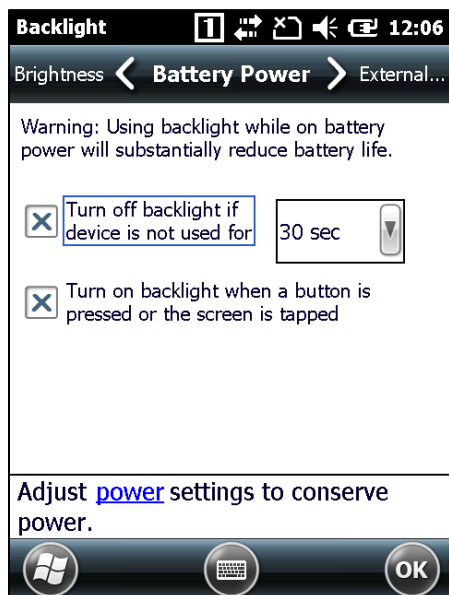 Backlight 1 12:06
Brightness Battery Power External...
Warning: Using backlight while on battery
power will substantially reduce battery life.
Turn off backlight if
device is not used for
30 sec
Turn on backlight when a button is
pressed or the screen is tapped
Adjust power settings to conserve
power.
OK